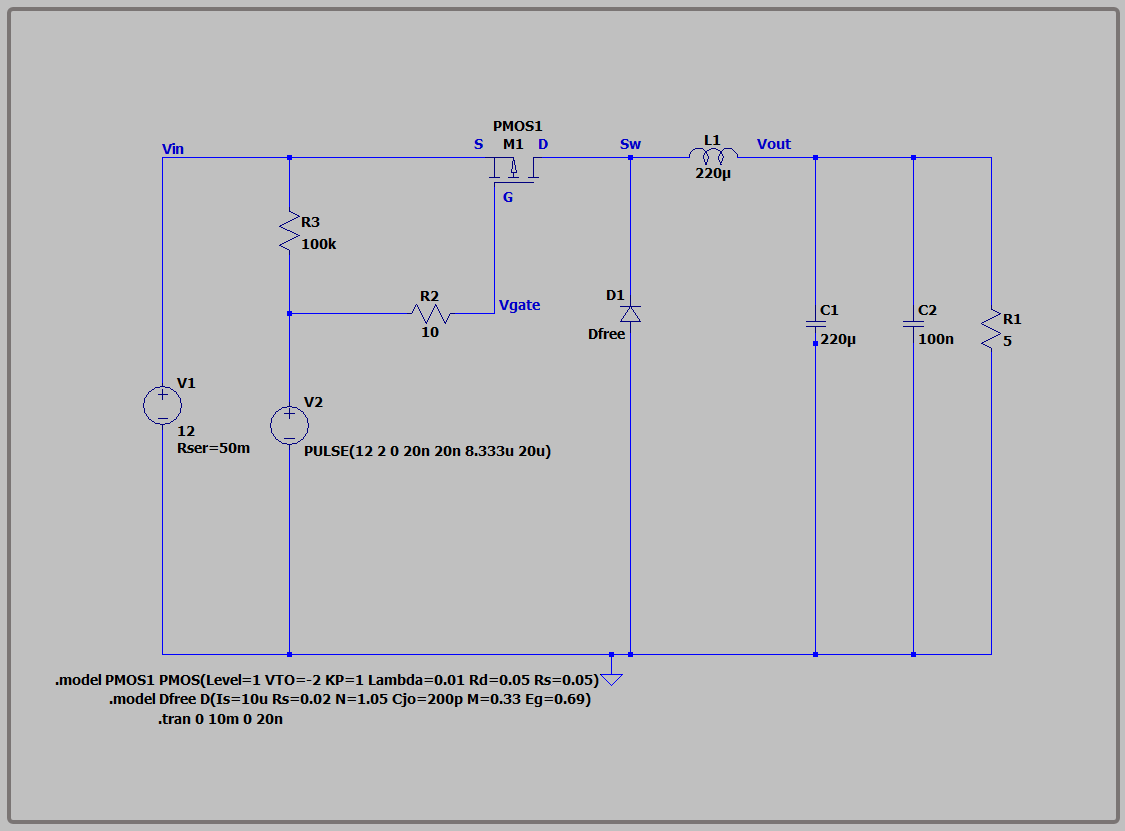 PMOS1
S M1 D
G
Vin
Sw
L1
220µ
Vout
R3
100k
R2
10
Vgate
D1
Dfree
C1
220µ
C2
100n
R1
5
V1
12
Rser=50m
V2
PULSE(12 2 0 20n 20n 8.333u 20u)
.model PMOS1 PMOS(Level=1 VTO=-2 KP=1 Lambda=0.01 Rd=0.05 Rs=0.05)
.model Dfree D(Is=10u Rs=0.02 N=1.05 Cjo=200p M=0.33 Eg=0.69)
.tran 0 10m 0 20n